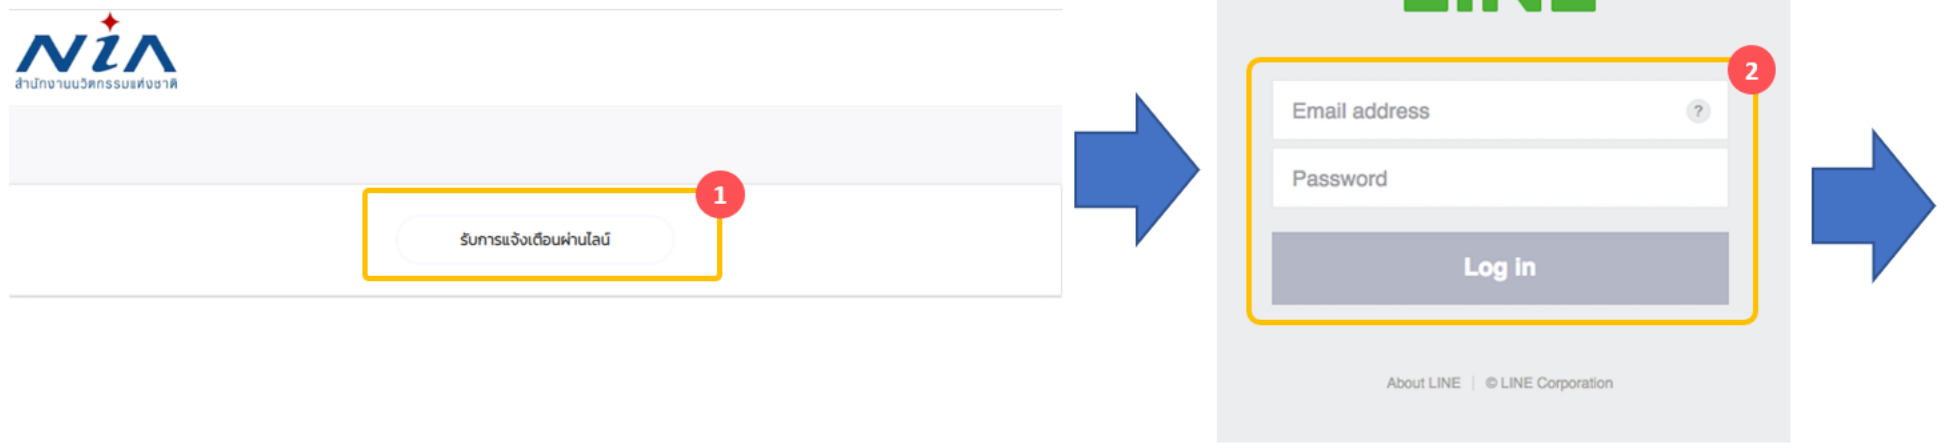 NiA
สำนักงานนวัตกรรมแห่งชาติ
1
รับการแจ้งเตือนผ่านไลน์
LINE
2
Email address
?
Password
Log in
About LINE | © LINE Corporation